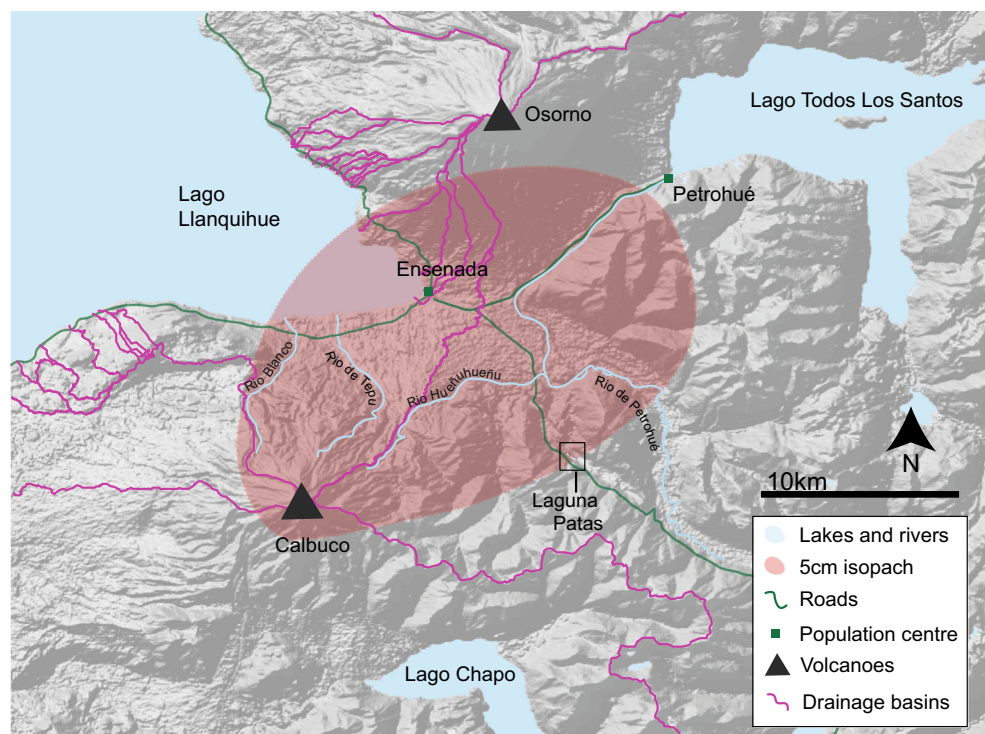 Osorno
Lago Todos Los Santos
Lago
Llanquihue
Petrohué
Ensenada
Rio Blanco
Rio de Tepu
Rio Hueñuhueñu
Rio de Petrohué
N
10km
Laguna
Patas
Calbuco
Lago Chapo
Lakes and rivers
5cm isopach
Roads
Population centre
Volcanoes
Drainage basins